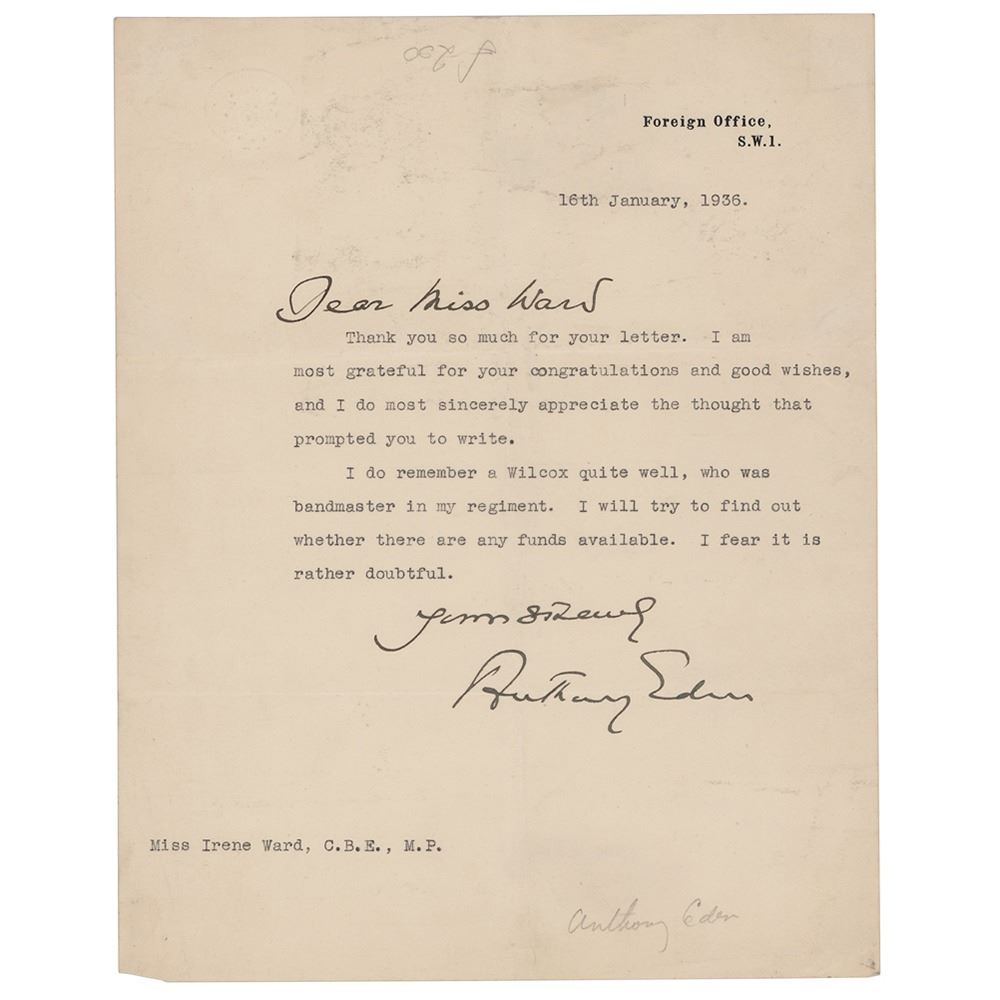 Foreign Office,
S.W.1.
16th January, 1936.
Dear Miss Ward
Thank you so much for your letter. I am
most grateful for your congratulations and good wishes,
and I do most sincerely appreciate the thought that
prompted you to write.
I do remember a Wilcox quite well, who was
bandmaster in my regiment. I will try to find out
whether there are any funds available. I fear it is
rather doubtful.
Yours sincerely
Anthony Eden
Miss Irene Ward, C.B.E., M.P.
Anthony Eden